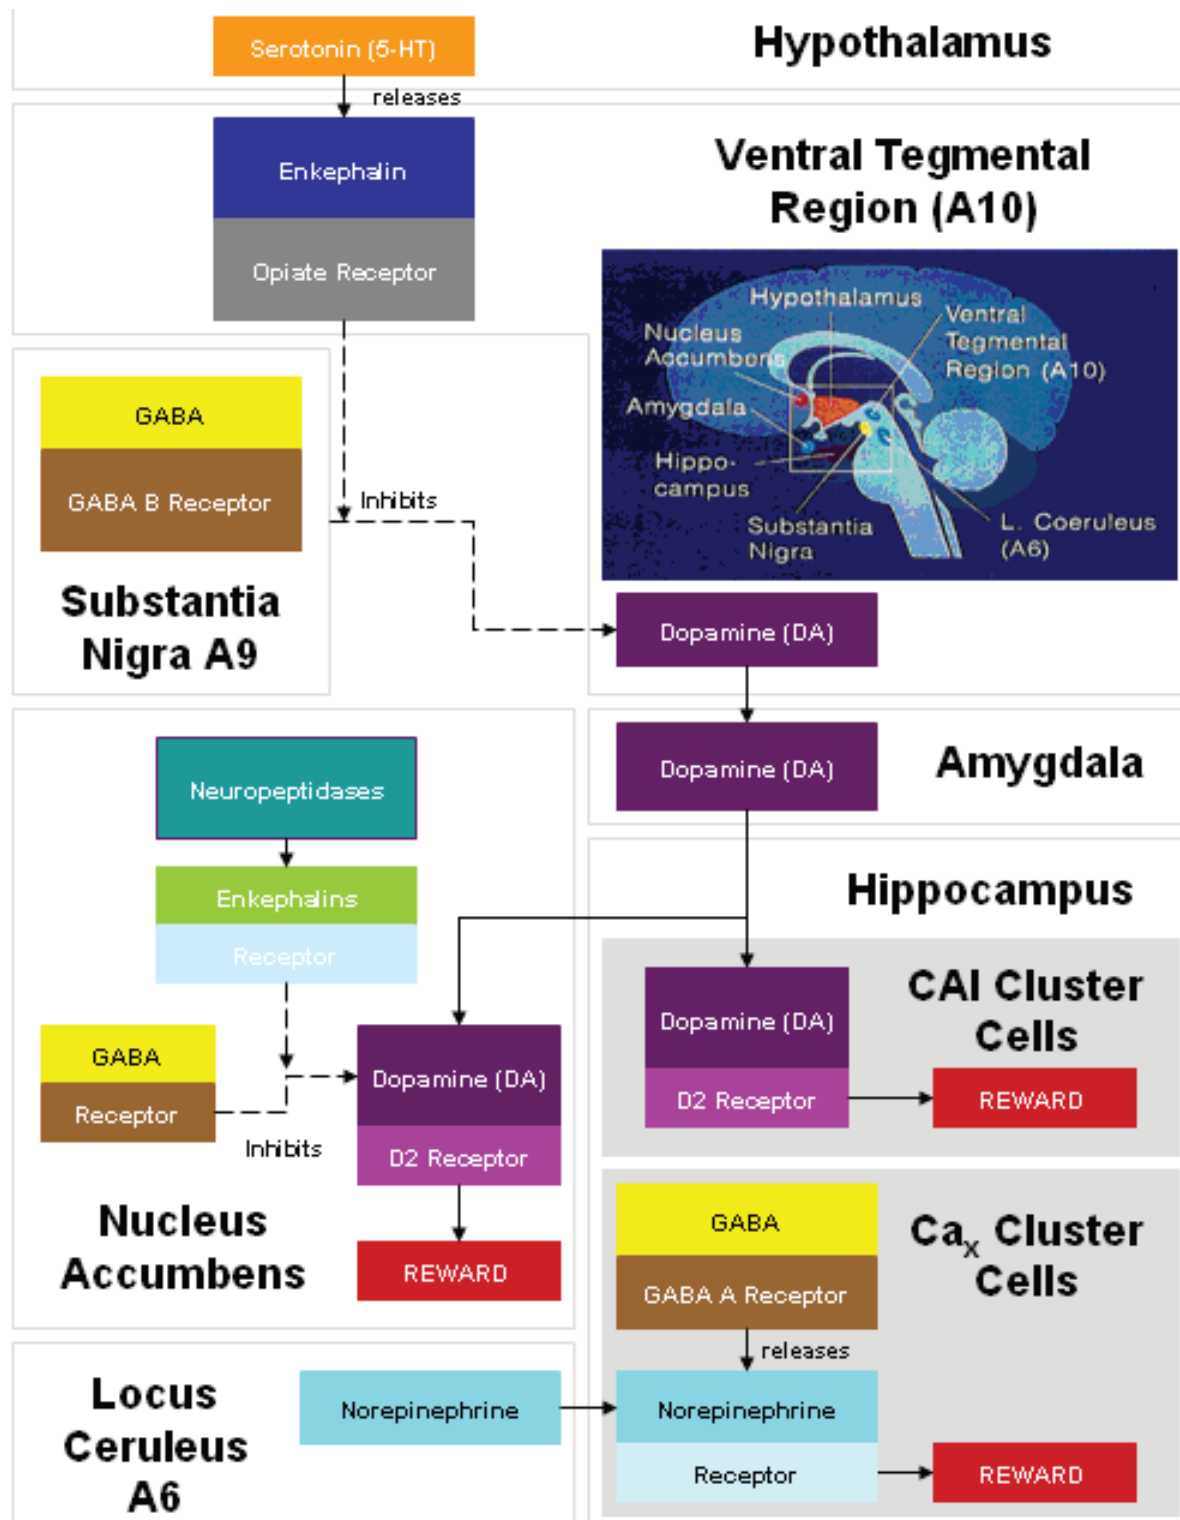 Hypothalamus
Serotonin (5-HT)
releases
Enkephalin
Opiate Receptor
Ventral Tegmental
Region (A10)
Hypothalamus
Nucleus
Accumbens
Ventral
Tegmental
Region (A10)
Amygdala
Hippo-
campus
Substantia
Nigra
L. Coeruleus
(A6)
GABA
GABA B Receptor
Inhibits
Substantia
Nigra A9
Dopamine (DA)
Dopamine (DA)
Amygdala
Neuropeptidases
Enkephalins
Receptor
GABA
Receptor
Inhibits
Dopamine (DA)
D2 Receptor
REWARD
Nucleus
Accumbens
Hippocampus
CAI Cluster
Cells
Dopamine (DA)
D2 Receptor
REWARD
GABA
GABA A Receptor
releases
Cax Cluster
Cells
Locus
Ceruleus
A6
Norepinephrine
Norepinephrine
Receptor
REWARD